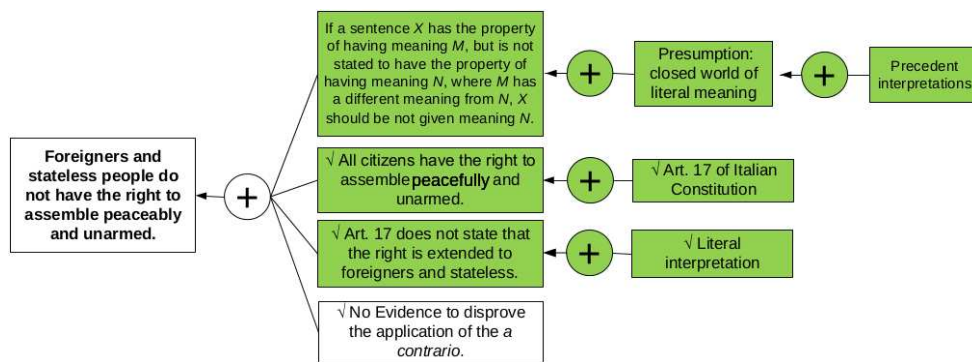 If a sentence X has the property
of having meaning M, but is not
stated to have the property of
having meaning N, where M has
a different meaning from N, X
should be not given meaning N.
+
Presumption:
closed world of
literal meaning
+
Precedent
interpretations
Foreigners and
stateless people do
not have the right to
assemble peaceably
and unarmed.
+
√ All citizens have the right to
assemble peacefully and
unarmed.
+
√ Art. 17 of Italian
Constitution
√ Art. 17 does not state that
the right is extended to
foreigners and stateless.
+
√ Literal
interpretation
√ No Evidence to disprove
the application of the a
contrario.